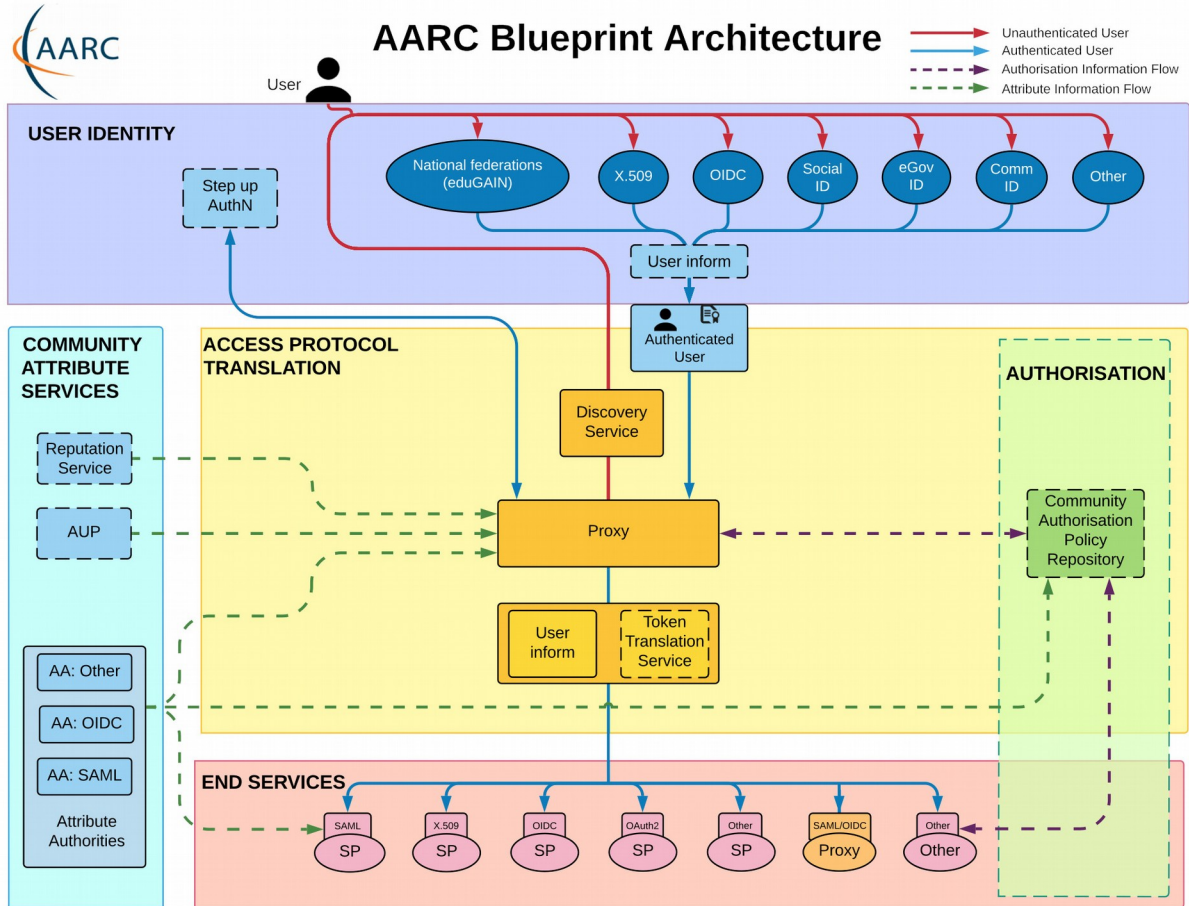 AARC
AARC Blueprint Architecture
Unauthenticated User
Authenticated User
Authorisation Information Flow
Attribute Information Flow
User
USER IDENTITY
National federations
(eduGAIN)
X.509
OIDC
Social
ID
eGov
ID
Comm
ID
Other
Step up
AuthN
User inform
Authenticated
User
COMMUNITY
ATTRIBUTE
SERVICES
ACCESS PROTOCOL
TRANSLATION
AUTHORISATION
Discovery
Service
Reputation
Service
AUP
Proxy
Community
Authorisation
Policy
Repository
User
inform
Token
Translation
Service
AA: Other
AA: OIDC
AA: SAML
Attribute
Authorities
END SERVICES
SAML
SP
X.509
SP
OIDC
SP
OAuth2
SP
Other
SP
SAML/OIDC
Proxy
Other
Other